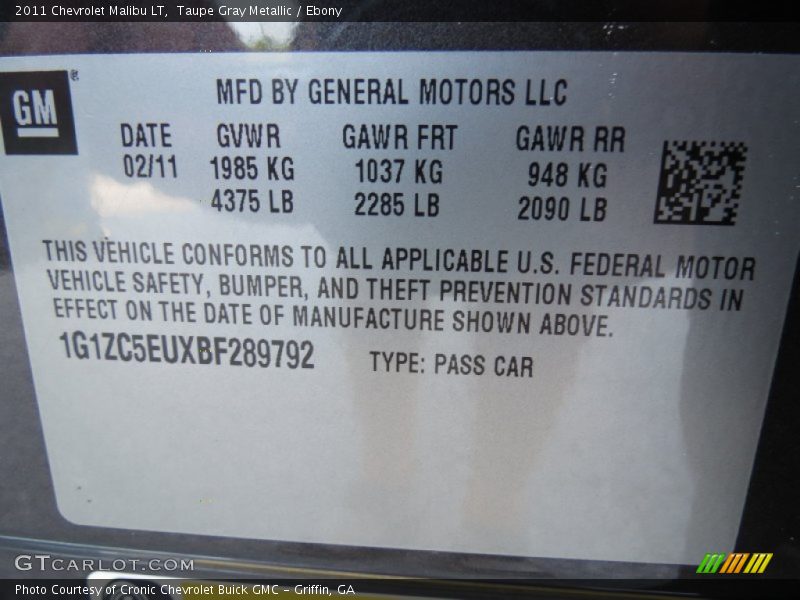 2011 Chevrolet Malibu LT, Taupe Gray Metallic / Ebony
GM ®
MFD BY GENERAL MOTORS LLC
DATE GVWR GAWR FRT GAWR RR
02/11 1985 KG 1037 KG 948 KG
4375 LB 2285 LB 2090 LB
THIS VEHICLE CONFORMS TO ALL APPLICABLE U.S. FEDERAL MOTOR
VEHICLE SAFETY, BUMPER, AND THEFT PREVENTION STANDARDS IN
EFFECT ON THE DATE OF MANUFACTURE SHOWN ABOVE.
1G1ZC5EUXBF289792 TYPE: PASS CAR
GTCARLOT.COM
Photo Courtesy of Cronic Chevrolet Buick GMC – Griffin, GA